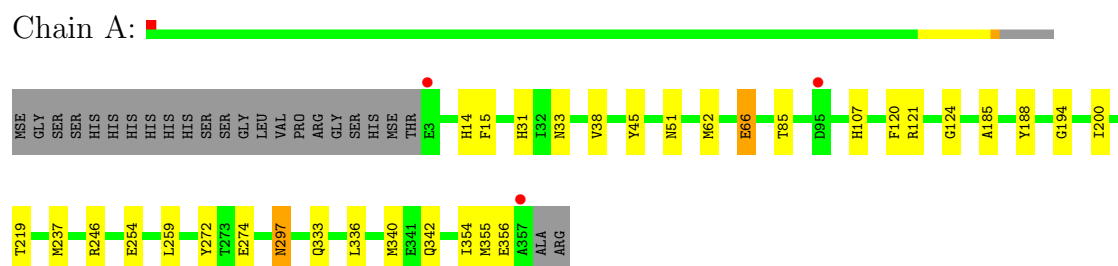 Chain A:
MSE GLY SER SER HIS HIS HIS HIS HIS HIS SER SER GLY LEU VAL PRO ARG GLY SER HIS MSE THR E3 H14 F15 H31 I32 N33 V38 Y45 N51 M62 E66 T85 D95 H107 F120 R121 G124 A185 Y188 G194 I200
T219 M237 R246 E254 L259 Y272 T273 E274 N297 Q333 L336 M340 E341 Q342 I354 M355 E356 A357 ALA ARG